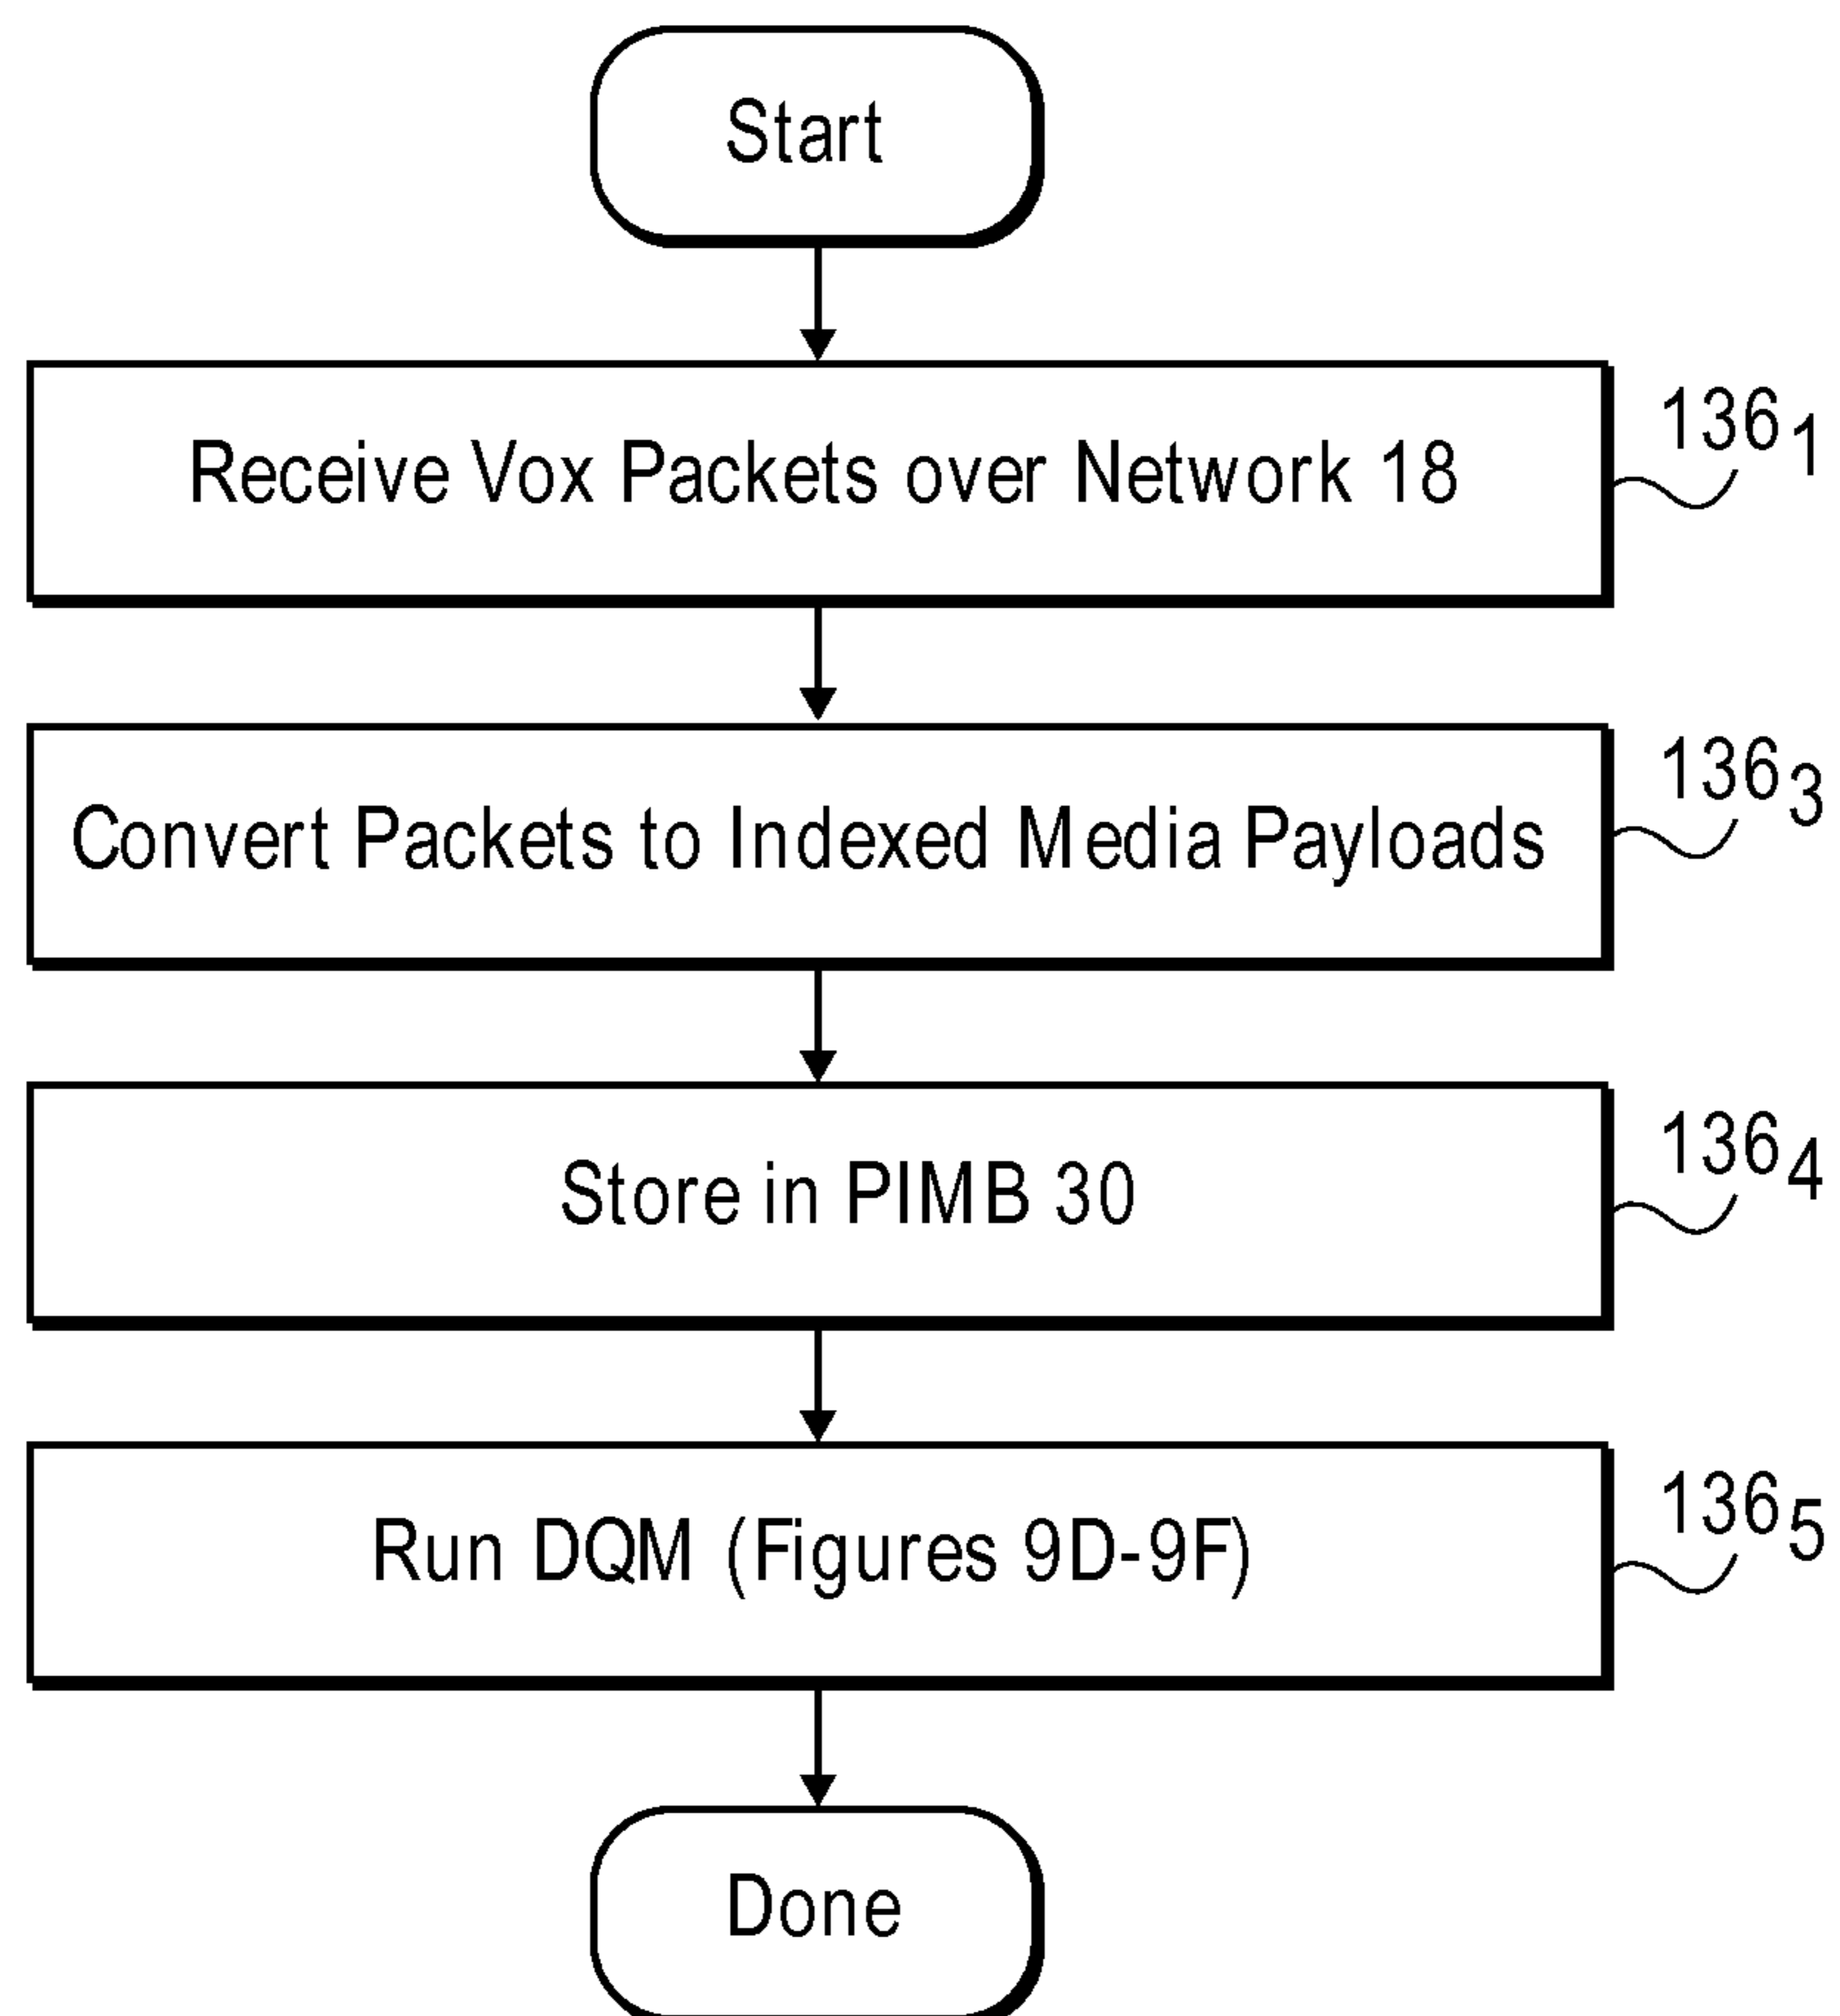 Start
Receive Vox Packets over Network 18
136₁
Convert Packets to Indexed Media Payloads
136₃
Store in PIMB 30
136₄
Run DQM (Figures 9D-9F)
136₅
Done